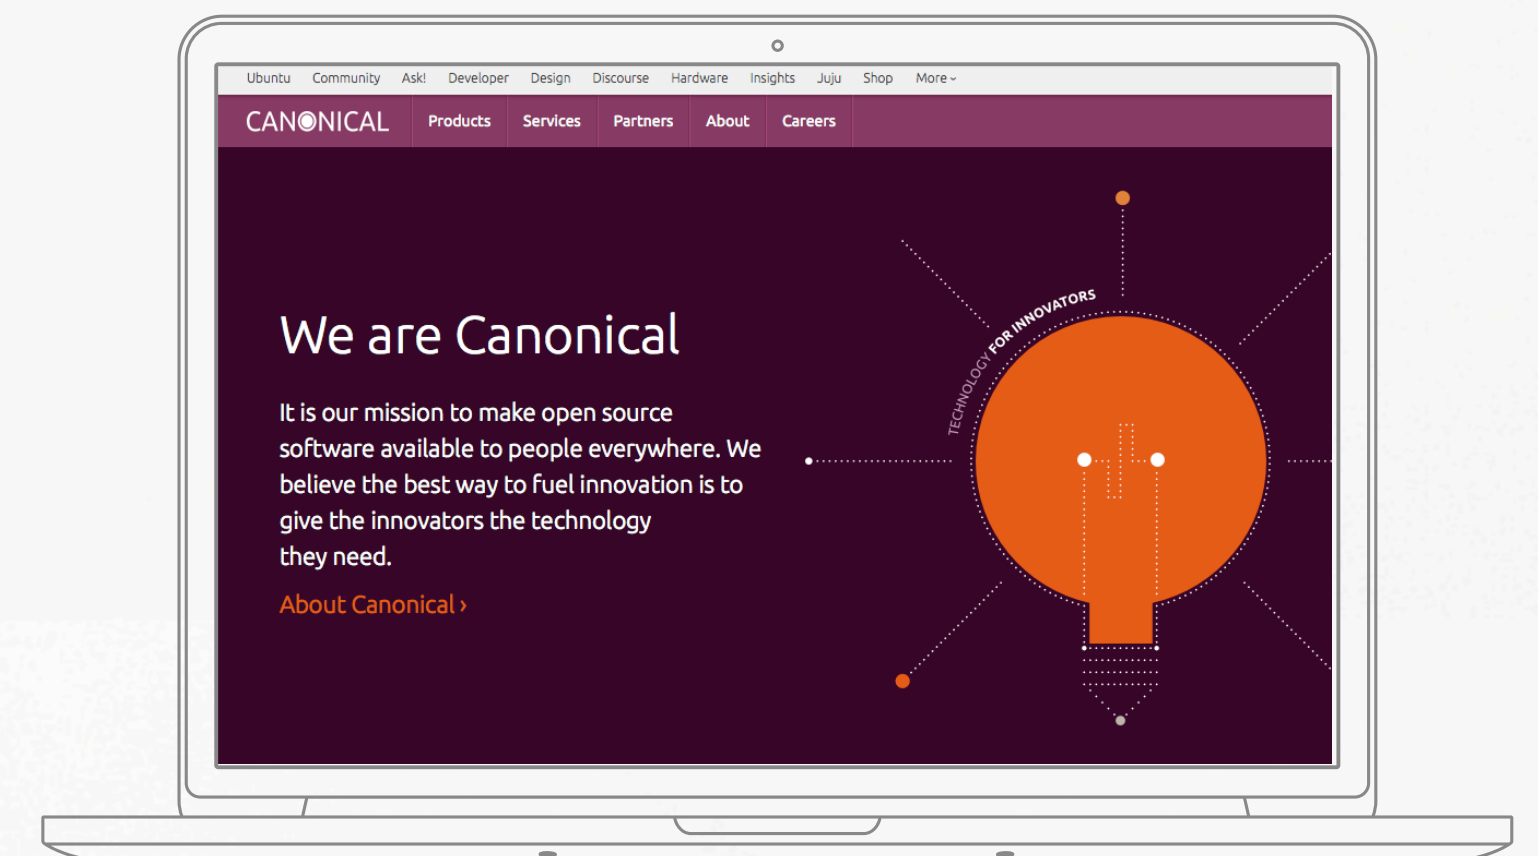 Ubuntu Community Ask! Developer Design Discourse Hardware Insights Juju Shop More
CANONICAL Products Services Partners About Careers
TECHNOLOGY FOR INNOVATORS
We are Canonical
It is our mission to make open source
software available to people everywhere. We
believe the best way to fuel innovation is to
give the innovators the technology
they need.
About Canonical ›